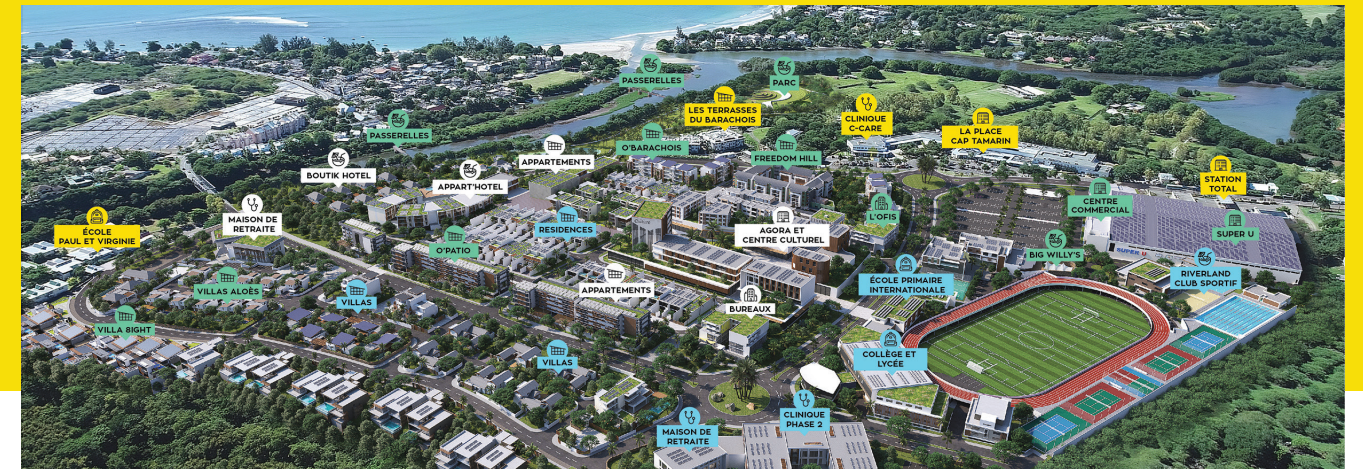 PASSERELLES
PARC
LES TERRASSES
DU BARACHOIS
CLINIQUE
C-CARE
LA PLACE
CAP TAMARIN
PASSERELLES
O'BARACHOIS
FREEDOM HILL
APPARTEMENTS
BOUTIK HOTEL
APPART'HOTEL
STATION
TOTAL
CENTRE
COMMERCIAL
L'OFIS
MAISON DE
RETRAITE
RESIDENCES
AGORA ET
CENTRE CULTUREL
SUPER U
ÉCOLE
PAUL ET VIRGINIE
O'PATIO
BIG WILLY'S
SUPER U
RIVERLAND
CLUB SPORTIF
VILLAS ALOÈS
VILLAS
APPARTEMENTS
ÉCOLE PRIMAIRE
INTERNATIONALE
BUREAUX
VILLA 8IGHT
VILLAS
COLLÈGE ET
LYCÉE
MAISON DE
RETRAITE
CLINIQUE
PHASE 2